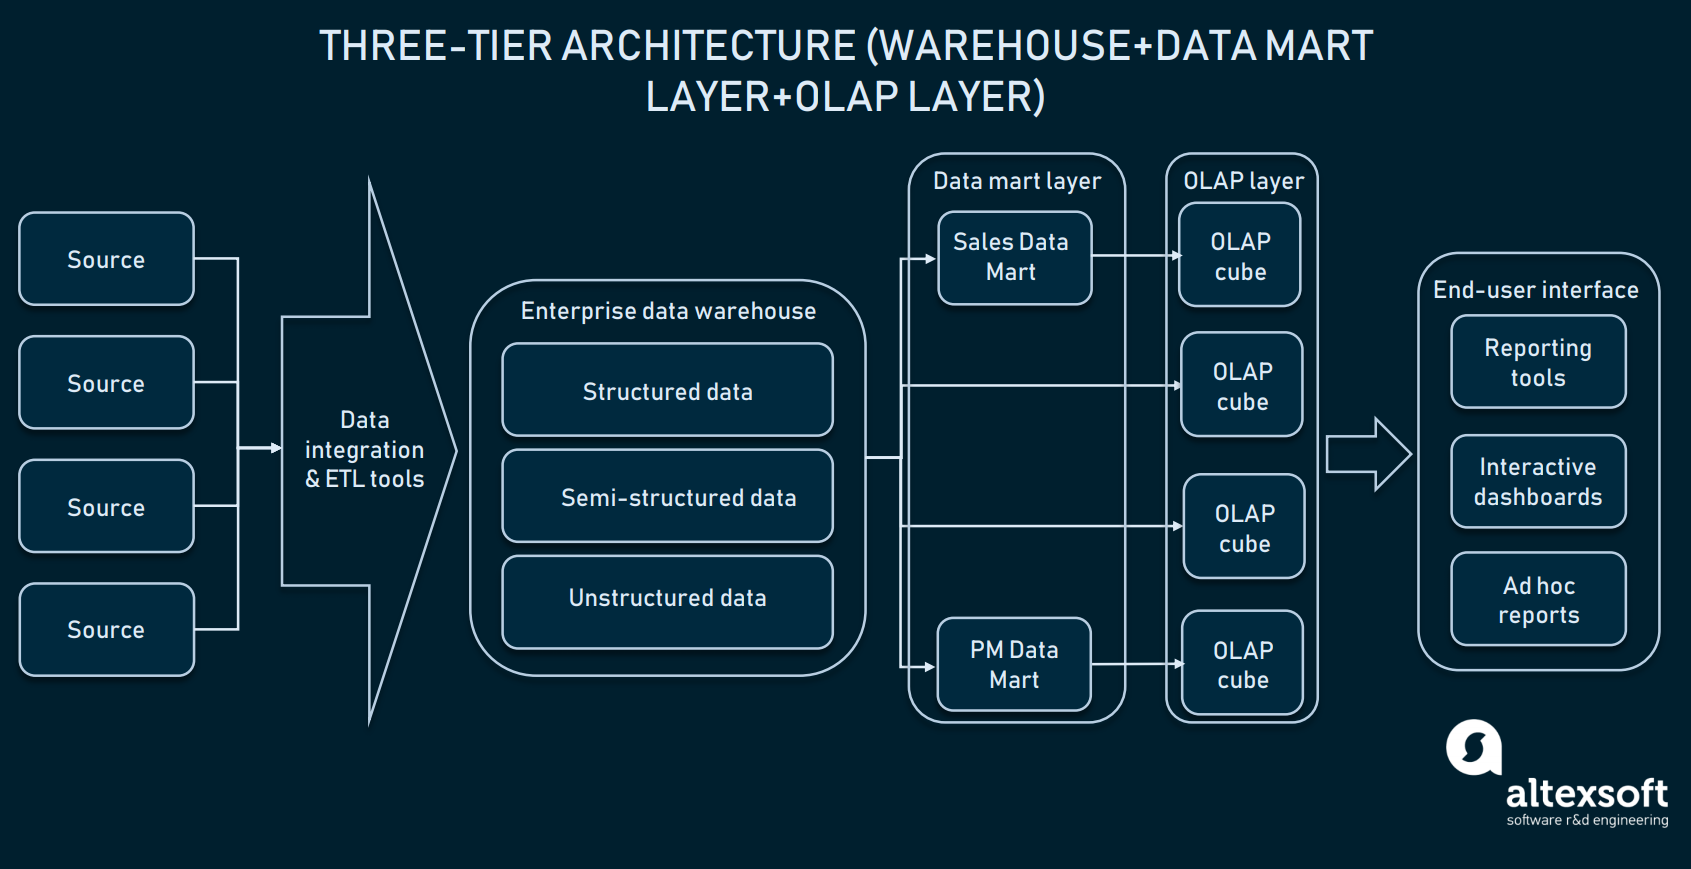 THREE-TIER ARCHITECTURE (WAREHOUSE+DATA MART
LAYER+OLAP LAYER)
Source
Source
Source
Source
Data
integration
& ETL tools
Enterprise data warehouse
Structured data
Semi-structured data
Unstructured data
Data mart layer
Sales Data
Mart
PM Data
Mart
OLAP layer
OLAP
cube
OLAP
cube
OLAP
cube
OLAP
cube
End-user interface
Reporting
tools
Interactive
dashboards
Ad hoc
reports
altexsoft
software r&d engineering